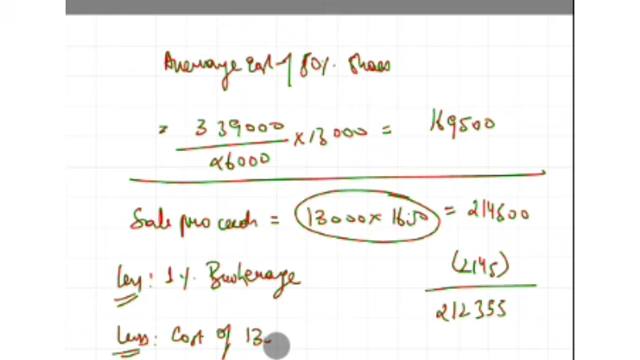 Average Cost of 50% Shares
= 339000 / 26000 × 13000 = 169500
Sale proceeds = 13000 × 16.50 = 214500
Less: 1% Brokerage (2145)
212355
Less: Cost of 13